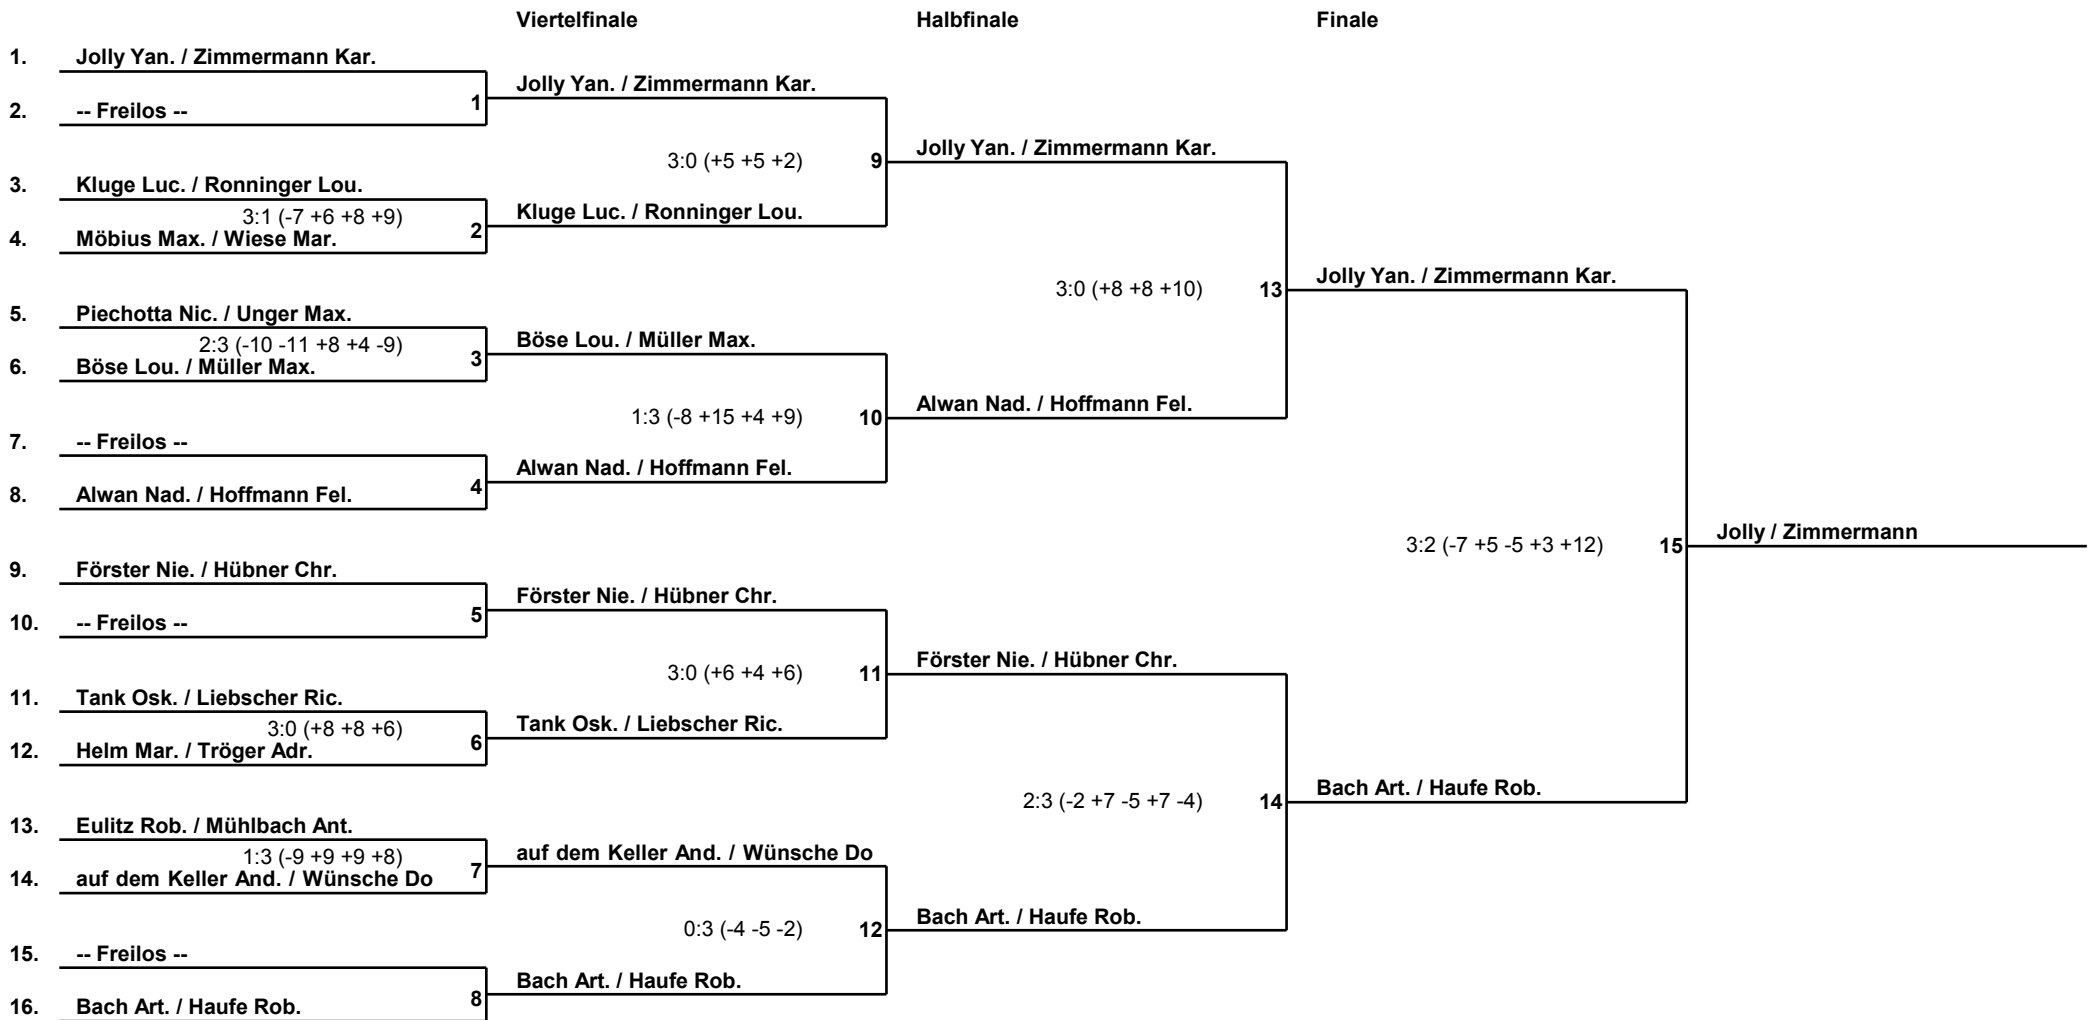 Viertelfinale Halbfinale Finale
1. Jolly Yan. / Zimmermann Kar.
Jolly Yan. / Zimmermann Kar.
1
2. -- Freilos --
3:0 (+5 +5 +2) 9 Jolly Yan. / Zimmermann Kar.
3. Kluge Luc. / Ronninger Lou.
3:1 (-7 +6 +8 +9) 2 Kluge Luc. / Ronninger Lou.
4. Möbius Max. / Wiese Mar.
3:0 (+8 +8 +10) 13 Jolly Yan. / Zimmermann Kar.
5. Piechotta Nic. / Unger Max.
2:3 (-10 -11 +8 +4 -9) 3 Böse Lou. / Müller Max.
6. Böse Lou. / Müller Max.
1:3 (-8 +15 +4 +9) 10 Alwan Nad. / Hoffmann Fel.
7. -- Freilos --
Alwan Nad. / Hoffmann Fel.
4
8. Alwan Nad. / Hoffmann Fel.
3:2 (-7 +5 -5 +3 +12) 15 Jolly / Zimmermann
9. Förster Nie. / Hübner Chr.
Förster Nie. / Hübner Chr.
5
10. -- Freilos --
3:0 (+6 +4 +6) 11 Förster Nie. / Hübner Chr.
11. Tank Osk. / Liebscher Ric.
3:0 (+8 +8 +6) 6 Tank Osk. / Liebscher Ric.
12. Helm Mar. / Tröger Adr.
2:3 (-2 +7 -5 +7 -4) 14 Bach Art. / Haufe Rob.
13. Eulitz Rob. / Mühlbach Ant.
1:3 (-9 +9 +9 +8) 7 auf dem Keller And. / Wünsche Do
14. auf dem Keller And. / Wünsche Do
0:3 (-4 -5 -2) 12 Bach Art. / Haufe Rob.
15. -- Freilos --
Bach Art. / Haufe Rob.
8
16. Bach Art. / Haufe Rob.